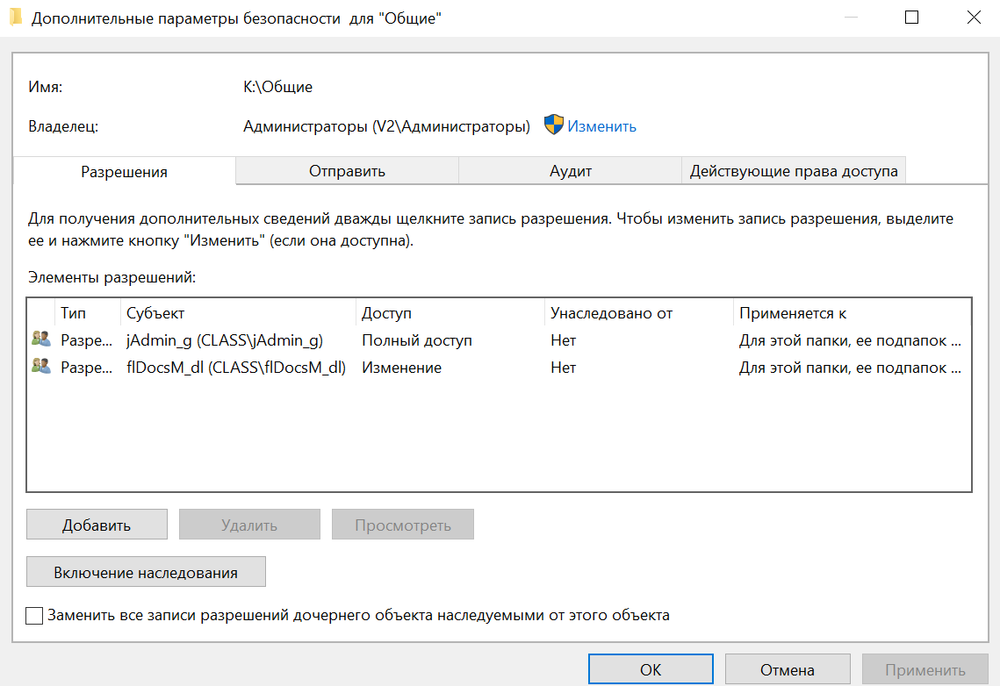 Дополнительные параметры безопасности  для "Общие"
Имя: K:\Общие
Владелец: Администраторы (V2\Администраторы) Изменить
Разрешения Отправить Аудит Действующие права доступа
Для получения дополнительных сведений дважды щелкните запись разрешения. Чтобы изменить запись разрешения, выделите
ее и нажмите кнопку "Изменить" (если она доступна).
Элементы разрешений:
Тип Субъект Доступ Унаследовано от Применяется к
Разре... jAdmin_g (CLASS\jAdmin_g) Полный доступ Нет Для этой папки, ее подпапок ...
Разре... flDocsM_dl (CLASS\flDocsM_dl) Изменение Нет Для этой папки, ее подпапок ...
Добавить Удалить Просмотреть
Включение наследования
Заменить все записи разрешений дочернего объекта наследуемыми от этого объекта
ОК Отмена Применить